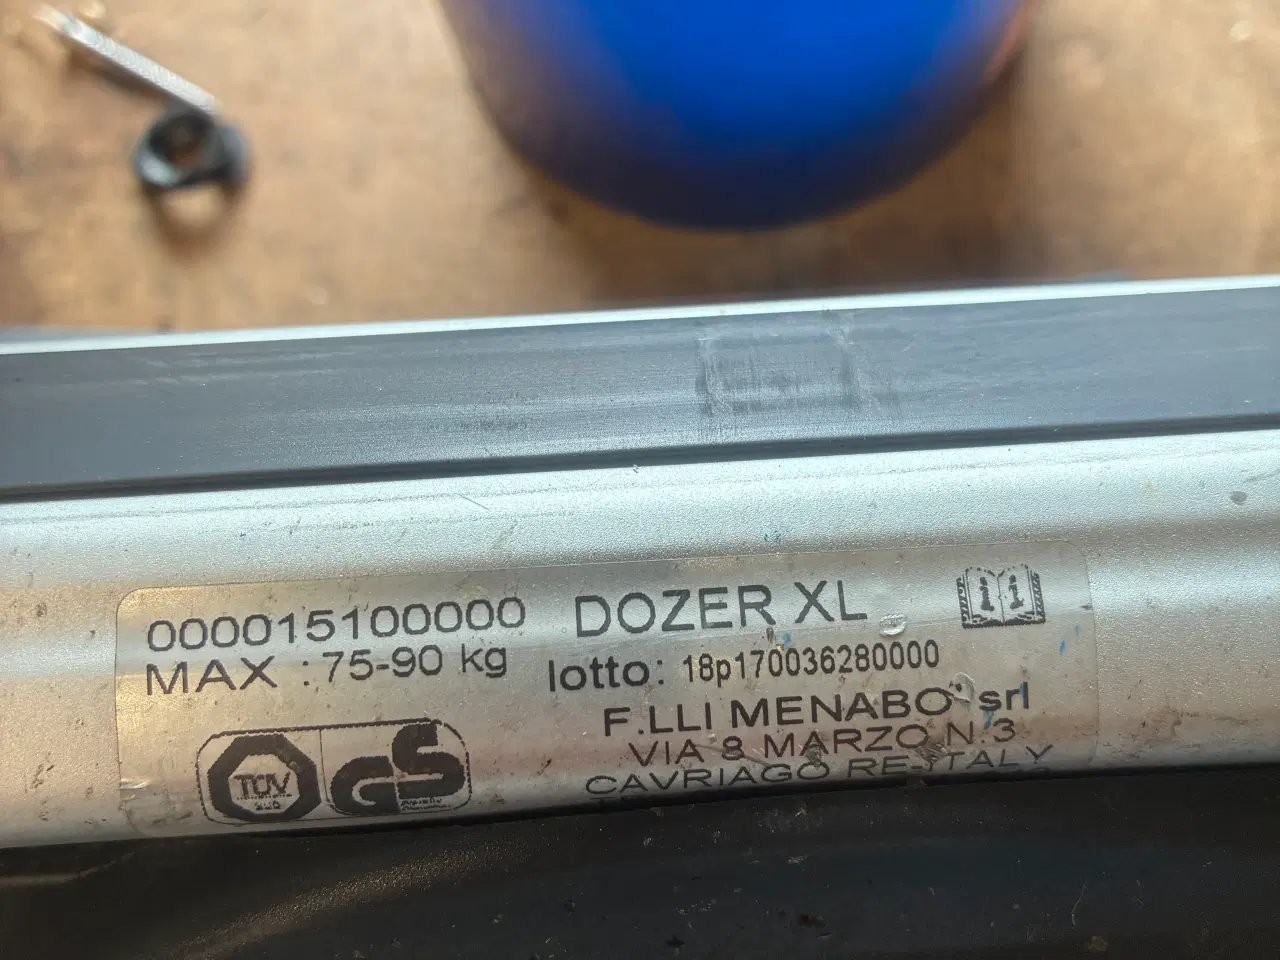 000015100000 DOZER XL
MAX : 75-90 kg lotto: 18p170036280000
F.LLI MENABO' srl
VIA 8 MARZO N.3
CAVRIAGO RE-ITALY
TÜV
SÜD
GS